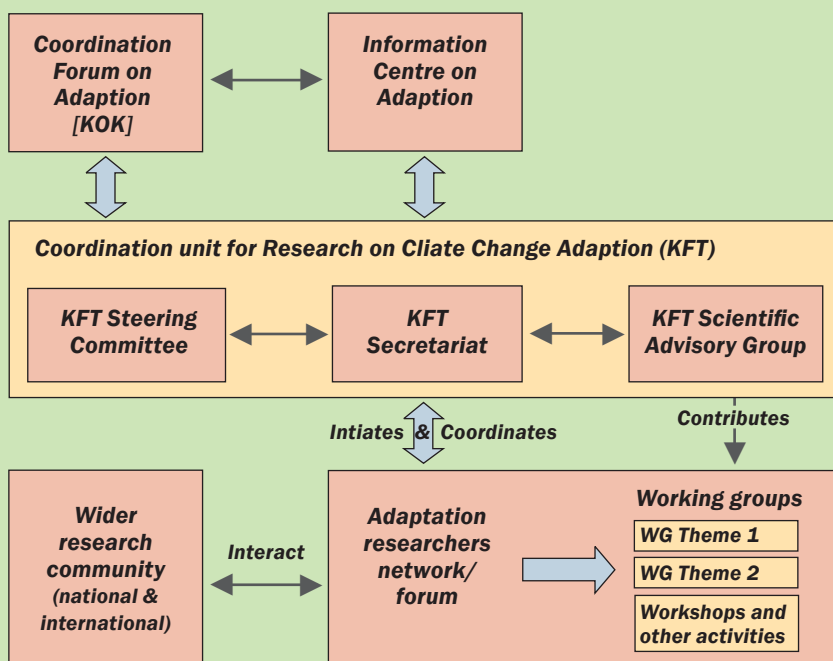 Coordination
Forum on
Adaption
[KOK]
Information
Centre on
Adaption
Coordination unit for Research on Cliate Change Adaption (KFT)
KFT Steering
Committee
KFT
Secretariat
KFT Scientific
Advisory Group
Intiates & Coordinates
Contributes
Wider
research
community
(national &
international)
Interact
Adaptation
researchers
network/
forum
Working groups
WG Theme 1
WG Theme 2
Workshops and
other activities